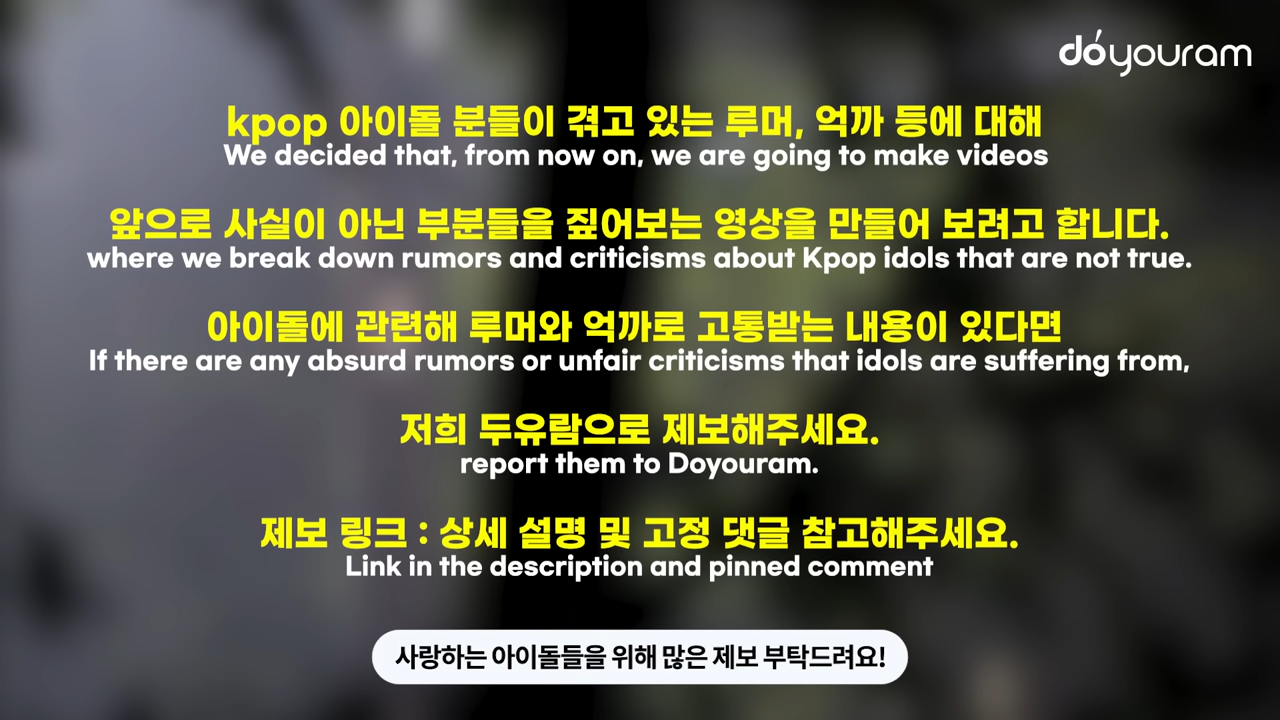 dóyouram
kpop 아이돌 분들이 겪고 있는 루머, 억까 등에 대해
We decided that, from now on, we are going to make videos
앞으로 사실이 아닌 부분들을 짚어보는 영상을 만들어 보려고 합니다.
where we break down rumors and criticisms about Kpop idols that are not true.
아이돌에 관련해 루머와 억까로 고통받는 내용이 있다면
If there are any absurd rumors or unfair criticisms that idols are suffering from,
저희 두유람으로 제보해주세요.
report them to Doyouram.
제보 링크 : 상세 설명 및 고정 댓글 참고해주세요.
Link in the description and pinned comment
사랑하는 아이돌들을 위해 많은 제보 부탁드려요!